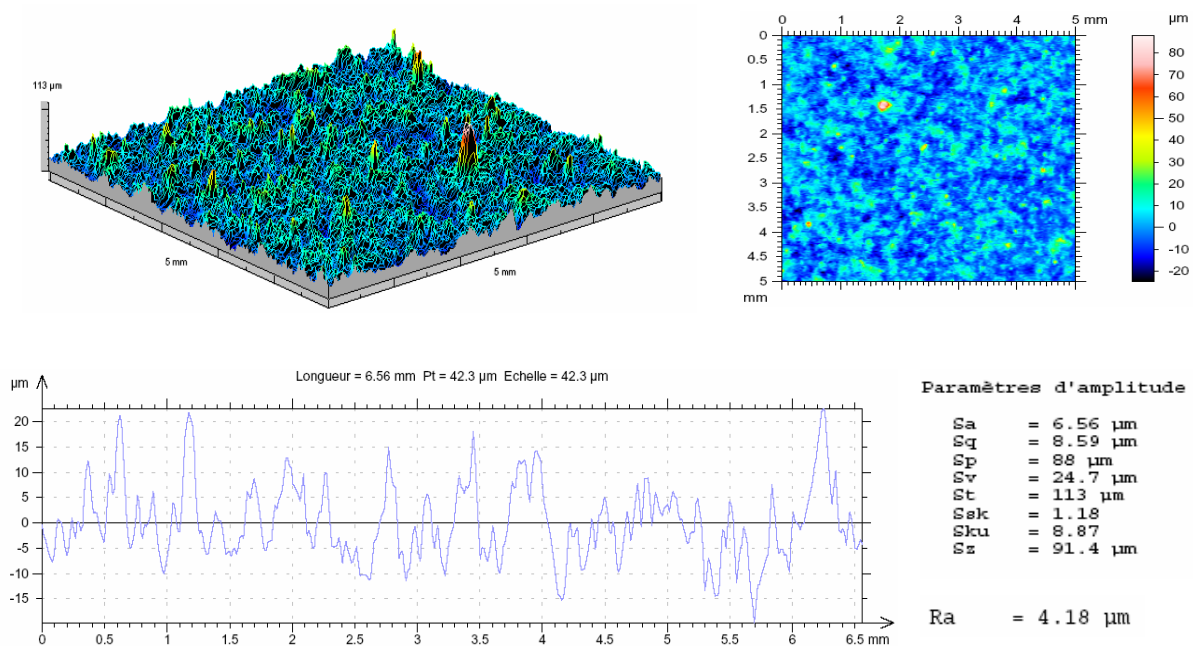 113 µm
5 mm
5 mm
0 1 2 3 4 5 mm
0
0.5
1
1.5
2
2.5
3
3.5
4
4.5
5
mm
µm
80
70
60
50
40
30
20
10
0
-10
-20
Longueur = 6.56 mm Pt = 42.3 µm Echelle = 42.3 µm
µm
20
15
10
5
0
-5
-10
-15
0 0.5 1 1.5 2 2.5 3 3.5 4 4.5 5 5.5 6 6.5 mm
Paramètres d'amplitude
Sa = 6.56 µm
Sq = 8.59 µm
Sp = 88 µm
Sv = 24.7 µm
St = 113 µm
Ssk = 1.18
Sku = 8.87
Sz = 91.4 µm
Ra = 4.18 µm